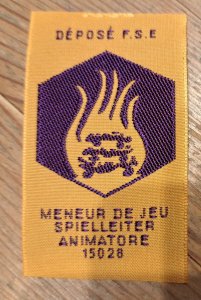 DÉPOSÉ F.S.E
MENEUR DE JEU
SPIELLEITER
ANIMATORE
15028